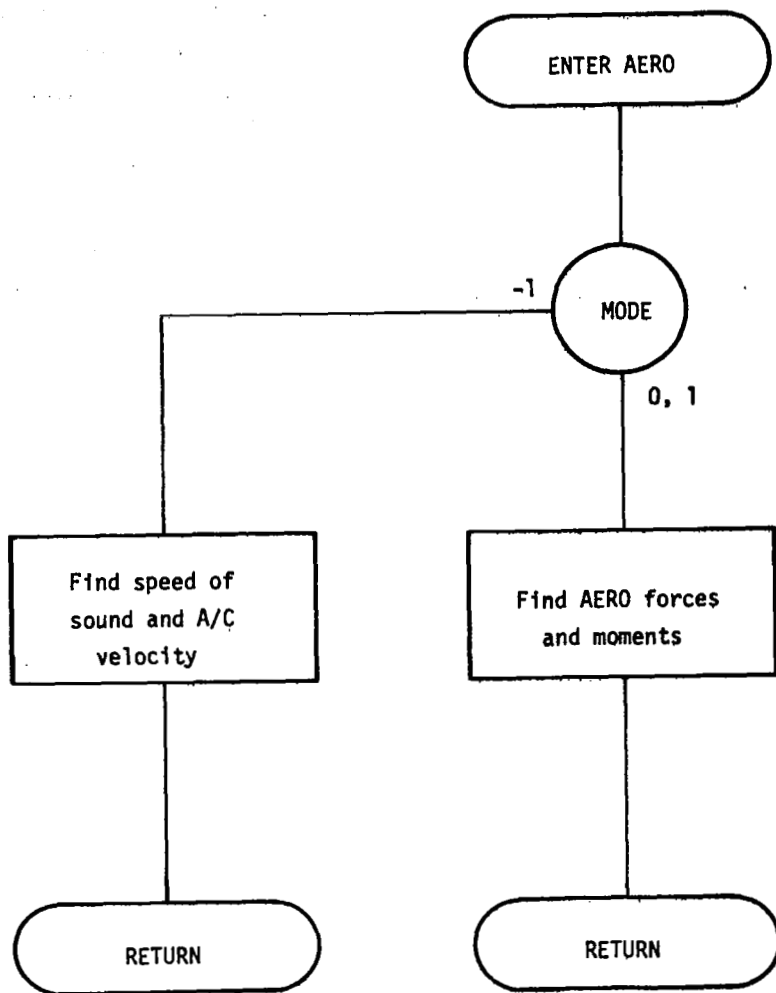 ENTER AERO
-1
MODE
0, 1
Find speed of
sound and A/C
velocity
Find AERO forces
and moments
RETURN
RETURN